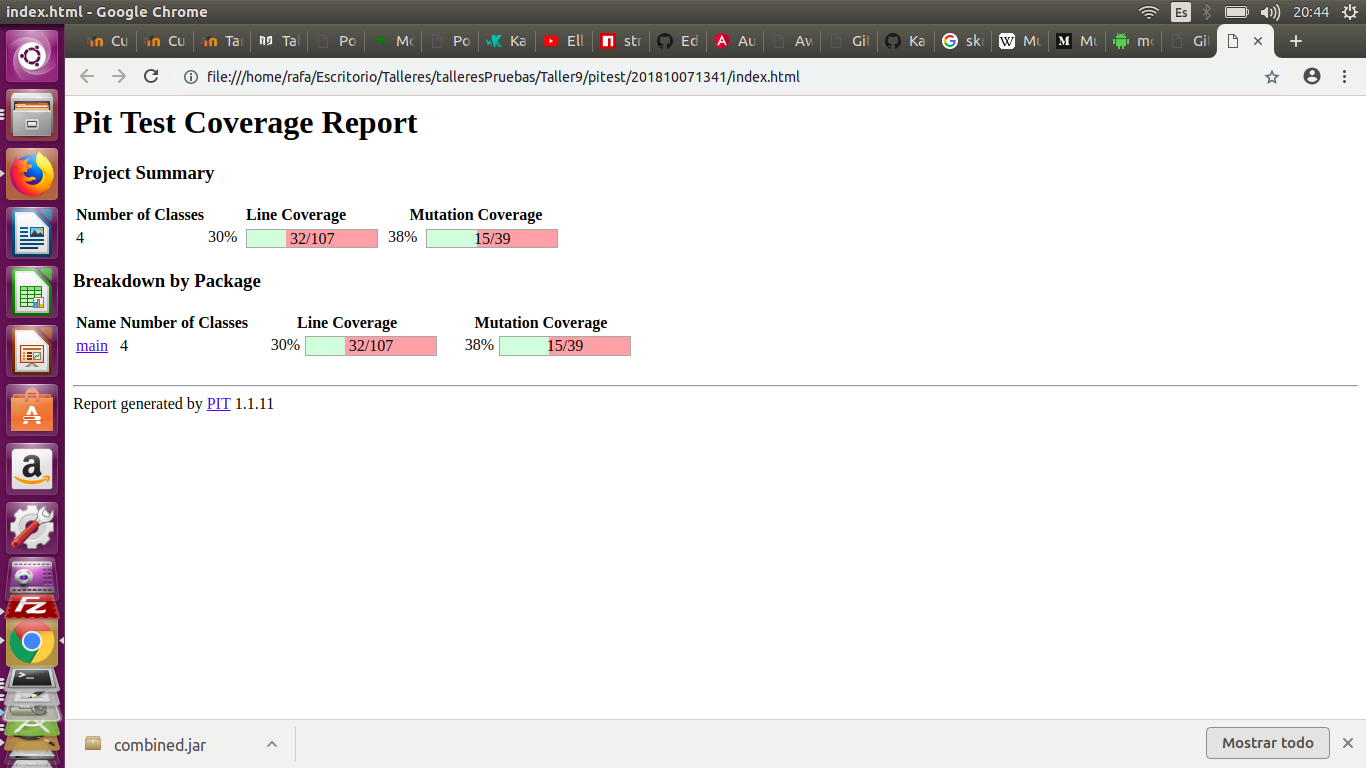 index.html - Google Chrome
Es
20:44
Cu
Cu
Tar
Tal
Po
Mo
Po
Ka
Ell
str
Ed
Au
Av
Git
Ka
skr
Mu
Mu
mo
Git
file:///home/rafa/Escritorio/Talleres/talleresPruebas/Taller9/pitest/201810071341/index.html
Pit Test Coverage Report
Project Summary
Number of Classes Line Coverage Mutation Coverage
4 30% 32/107 38% 15/39
Breakdown by Package
Name Number of Classes Line Coverage Mutation Coverage
main 4 30% 32/107 38% 15/39
Report generated by PIT 1.1.11
combined.jar
Mostrar todo